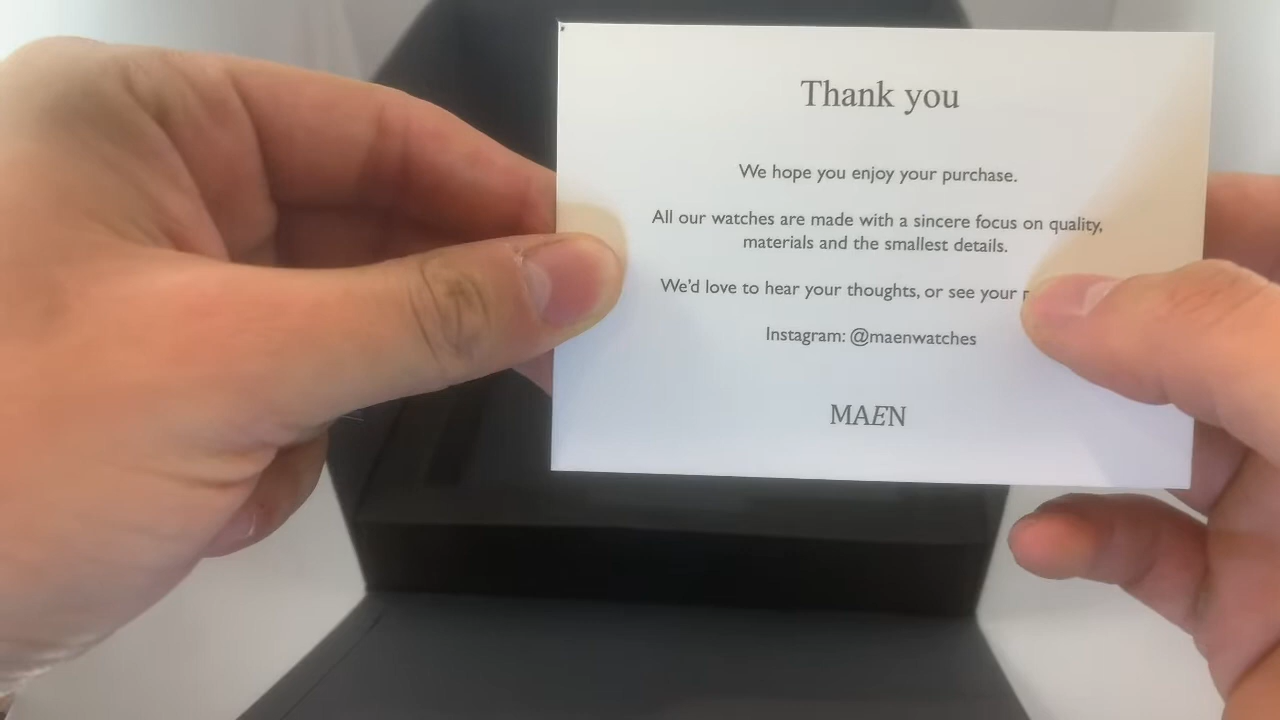 Thank you
We hope you enjoy your purchase.
All our watches are made with a sincere focus on quality,
materials and the smallest details.
We'd love to hear your thoughts, or see your
Instagram: @maenwatches
MAEN